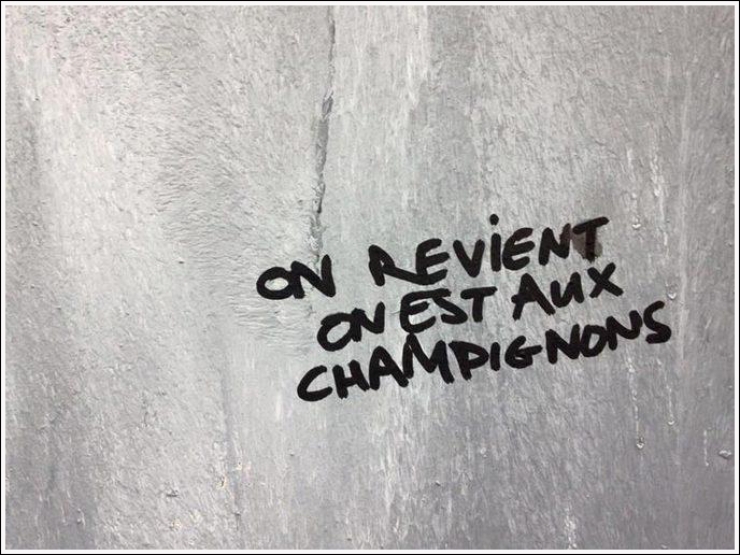 ON REViENT
ON EST AUX
CHAMPIGNONS